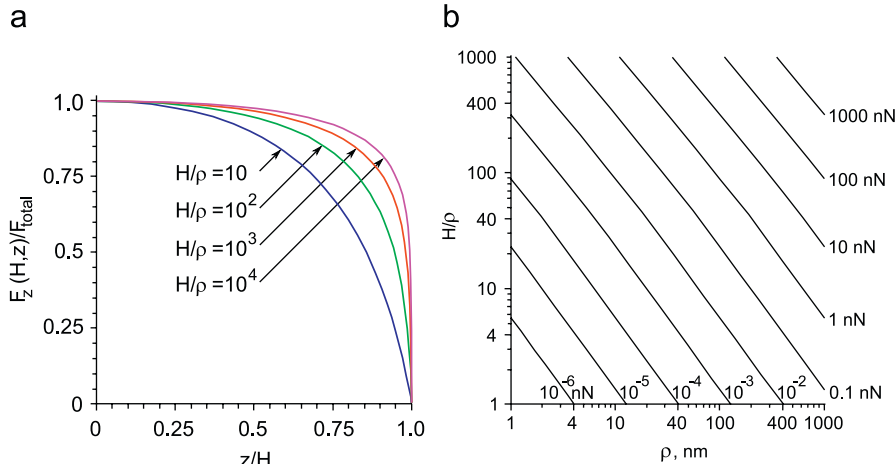 a
b
F_z (H,z)/F_total
1.0
0.75
0.5
0.25
0
H/ρ =10
H/ρ =10^2
H/ρ =10^3
H/ρ =10^4
0 0.25 0.5 0.75 1.0
z/H
H/ρ
1000
400
100
40
10
4
1
1000 nN
100 nN
10 nN
1 nN
0.1 nN
10^-6 nN 10^-5 10^-4 10^-3 10^-2
1 4 10 40 100 400 1000
ρ, nm